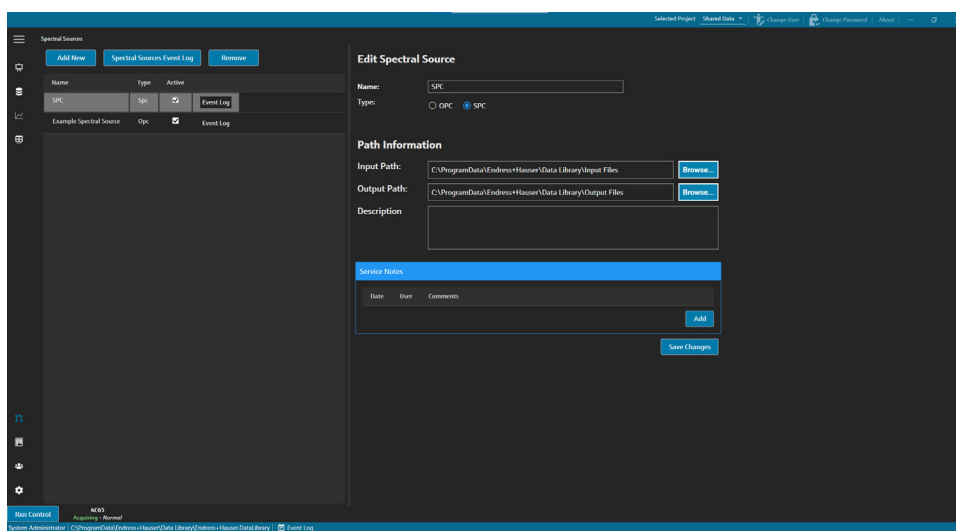 Selected Project Shared Data Change User Change Password About
Spectral Sources
Add New Spectral Sources Event Log Remove
Name Type Active
SPC Spc Event Log
Example Spectral Source Opc Event Log
Edit Spectral Source
Name: SPC
Type: OPC SPC
Path Information
Input Path: C:\ProgramData\Endress+Hauser\Data Library\Input Files Browse...
Output Path: C:\ProgramData\Endress+Hauser\Data Library\Output Files Browse...
Description
Service Notes
Date User Comments
Add
Save Changes
Rxn Control 4C65
Acquiring - Normal
System Administrator C:\ProgramData\Endress+Hauser\Data Library\Endress+Hauser.DataLibrary Event Log